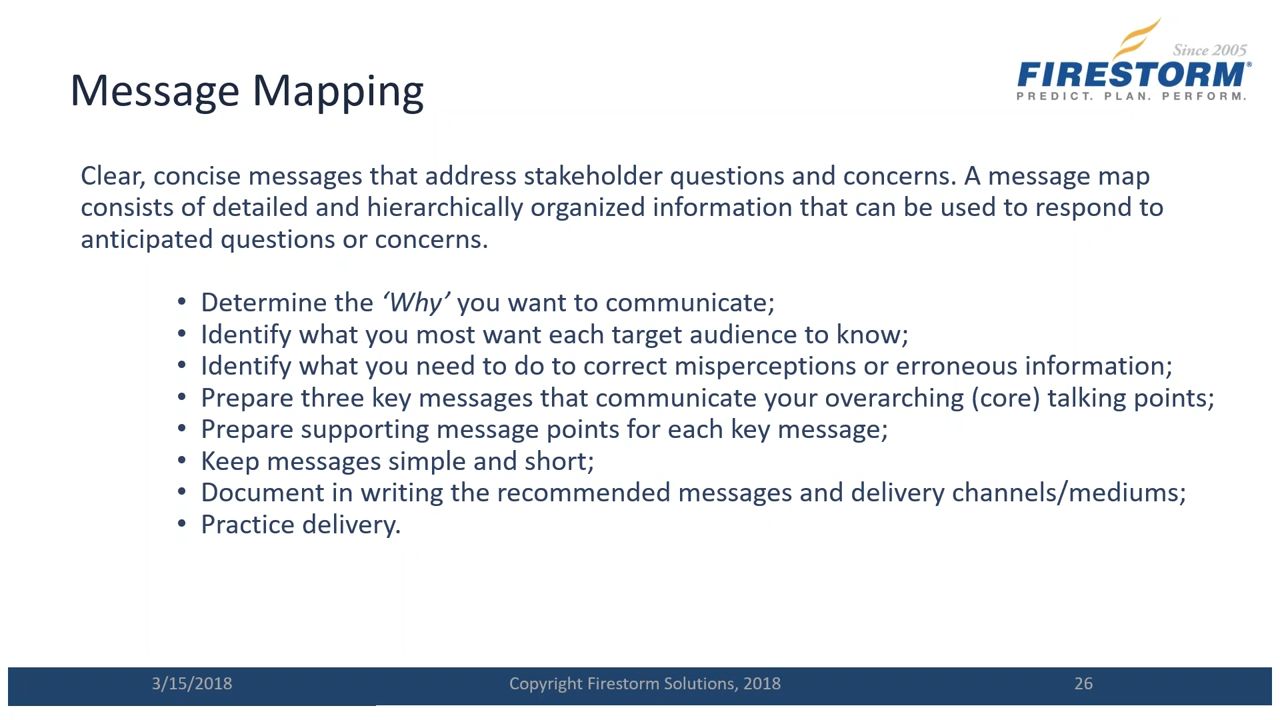 Since 2005
FIRESTORM®
PREDICT. PLAN. PERFORM.
Message Mapping
Clear, concise messages that address stakeholder questions and concerns. A message map
consists of detailed and hierarchically organized information that can be used to respond to
anticipated questions or concerns.
• Determine the ‘Why’ you want to communicate;
• Identify what you most want each target audience to know;
• Identify what you need to do to correct misperceptions or erroneous information;
• Prepare three key messages that communicate your overarching (core) talking points;
• Prepare supporting message points for each key message;
• Keep messages simple and short;
• Document in writing the recommended messages and delivery channels/mediums;
• Practice delivery.
3/15/2018
Copyright Firestorm Solutions, 2018
26